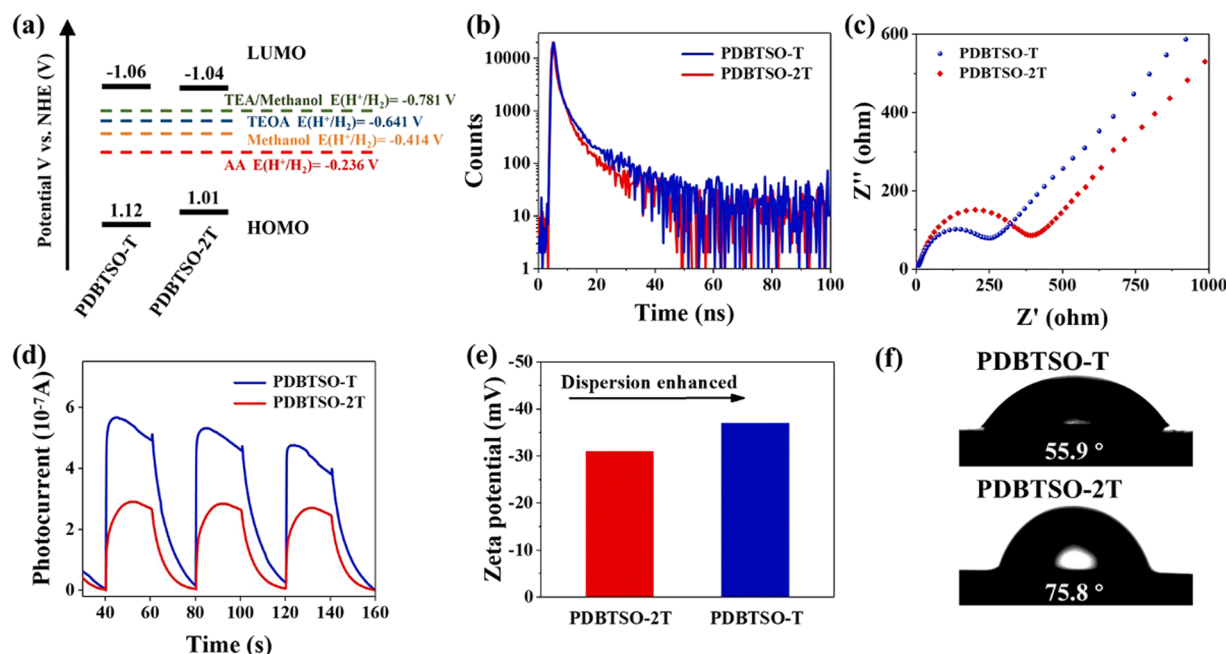 (a)
Potential V vs. NHE (V)
LUMO
-1.06
-1.04
TEA/Methanol E(H⁺/H₂)= -0.781 V
TEOA E(H⁺/H₂)= -0.641 V
Methanol E(H⁺/H₂)= -0.414 V
AA E(H⁺/H₂)= -0.236 V
1.12
1.01
HOMO
PDBTSO-T
PDBTSO-2T
(b)
PDBTSO-T
PDBTSO-2T
Counts
10000
1000
100
10
1
0 20 40 60 80 100
Time (ns)
(c)
PDBTSO-T
PDBTSO-2T
Z'' (ohm)
600
400
200
0
0 250 500 750 1000
Z' (ohm)
(d)
PDBTSO-T
PDBTSO-2T
Photocurrent (10⁻⁷A)
6
4
2
0
40 60 80 100 120 140 160
Time (s)
(e)
Dispersion enhanced
Zeta potential (mV)
-50
-40
-30
-20
-10
0
PDBTSO-2T PDBTSO-T
(f)
PDBTSO-T
55.9 °
PDBTSO-2T
75.8 °